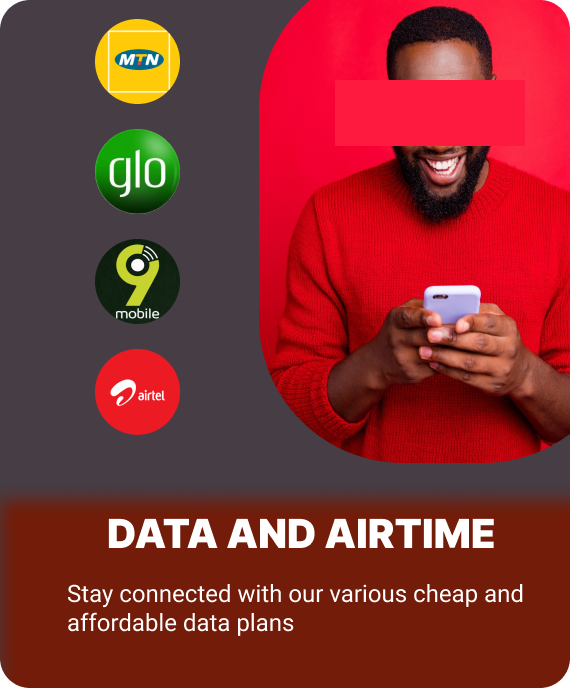 MTN
glo
9
mobile
airtel
DATA AND AIRTIME
Stay connected with our various cheap and
affordable data plans